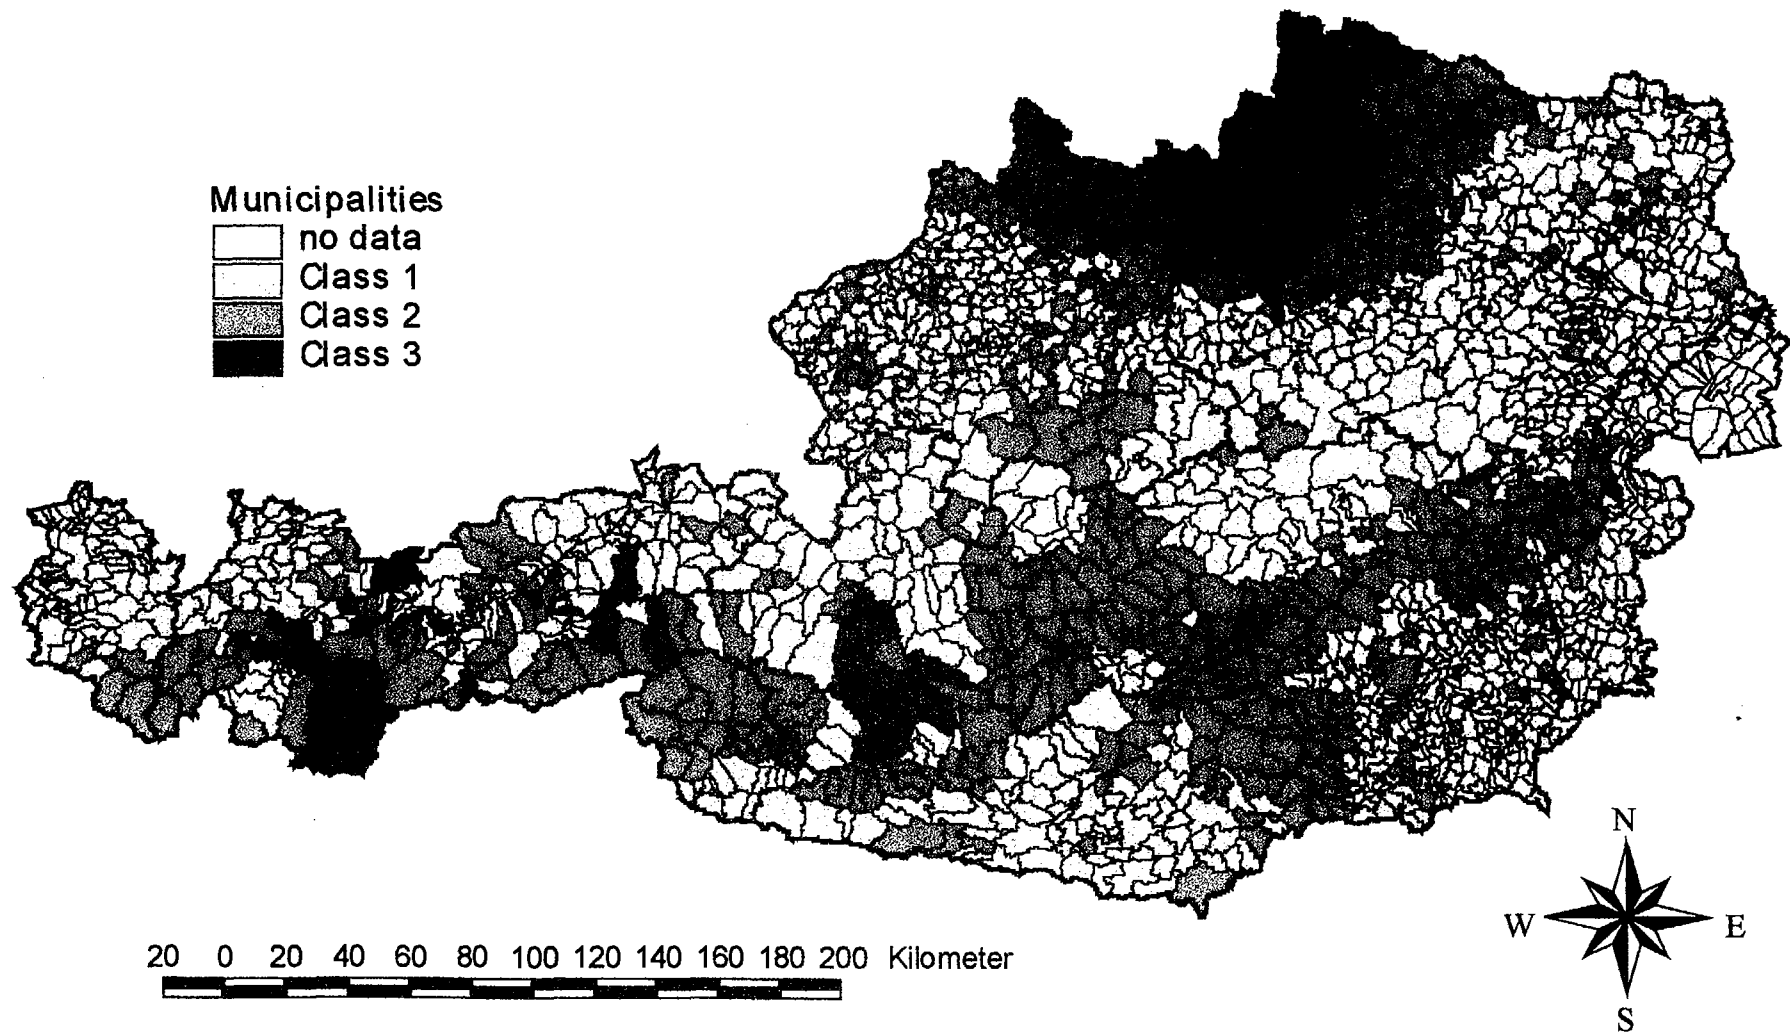 Municipalities
no data
Class 1
Class 2
Class 3
N
W E
S
20 0 20 40 60 80 100 120 140 160 180 200 Kilometer